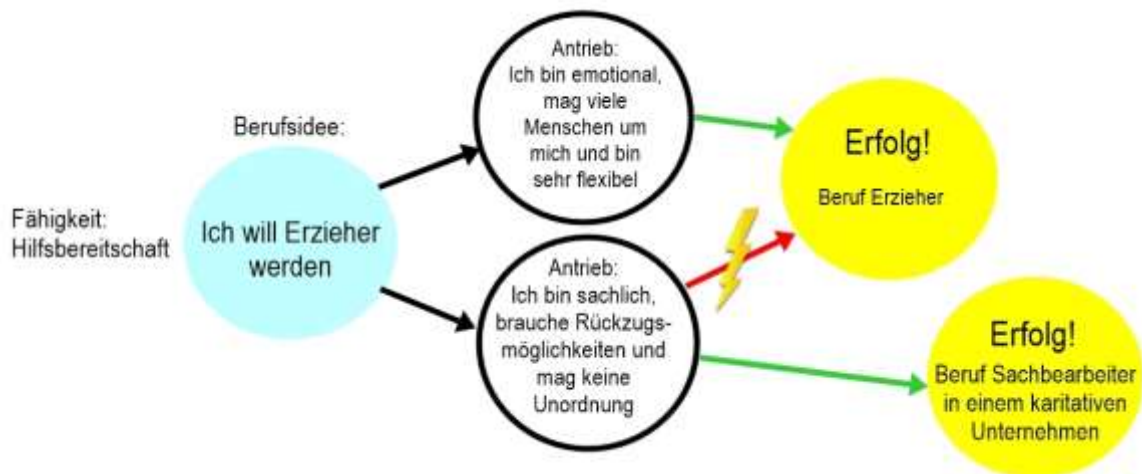 Fähigkeit:
Hilfsbereitschaft
Berufsidee:
Ich will Erzieher
werden
Antrieb:
Ich bin emotional,
mag viele
Menschen um
mich und bin
sehr flexibel
Antrieb:
Ich bin sachlich,
brauche Rückzugs-
möglichkeiten und
mag keine
Unordnung
Erfolg!
Beruf Erzieher
Erfolg!
Beruf Sachbearbeiter
in einem karitativen
Unternehmen